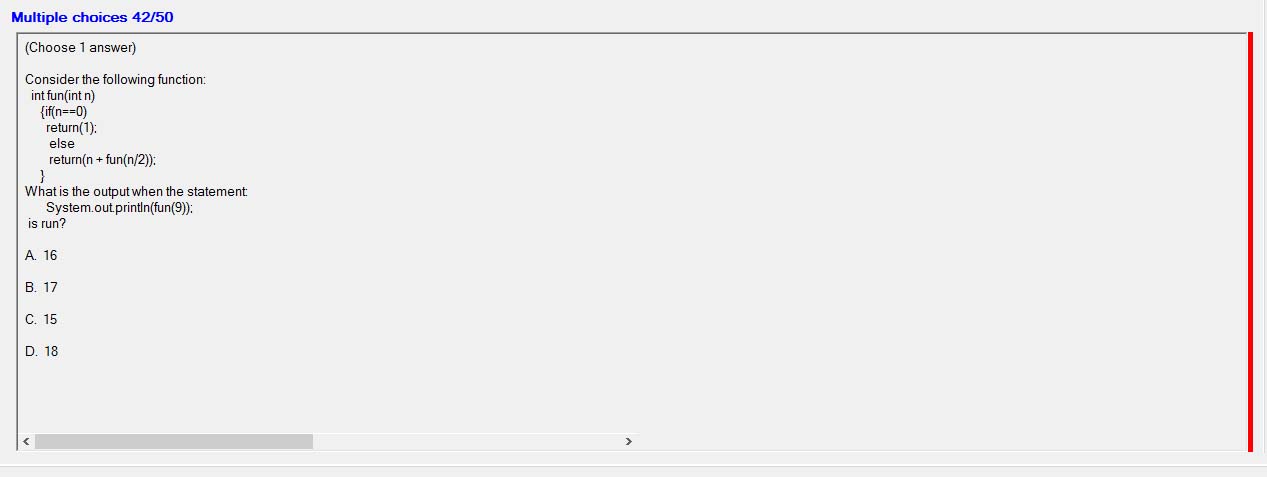 Multiple choices 42/50
(Choose 1 answer)
Consider the following function:
int fun(int n)
{if(n==0)
return(1);
else
return(n + fun(n/2));
}
What is the output when the statement:
System.out.println(fun(9));
is run?
A. 16
B. 17
C. 15
D. 18